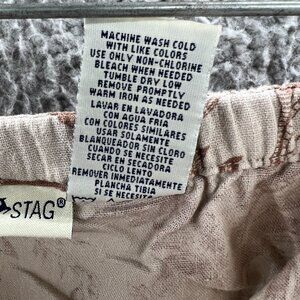 MACHINE WASH COLD
WITH LIKE COLORS
USE ONLY NON-CHLORINE
BLEACH WHEN NEEDED
TUMBLE DRY LOW
REMOVE PROMPTLY
WARM IRON AS NEEDED
LAVAR EN LAVADORA
CON AGUA FRIA
CON COLORES SIMILARES
USAR SOLAMENTE
BLANQUEADOR SIN CLORO
CUANDO SE NECESITE
SECAR EN SECADORA
CICLO LENTO
REMOVER INMEDIATAMENTE
PLANCHA TIBIA
SI SE NECESITE
STAG®